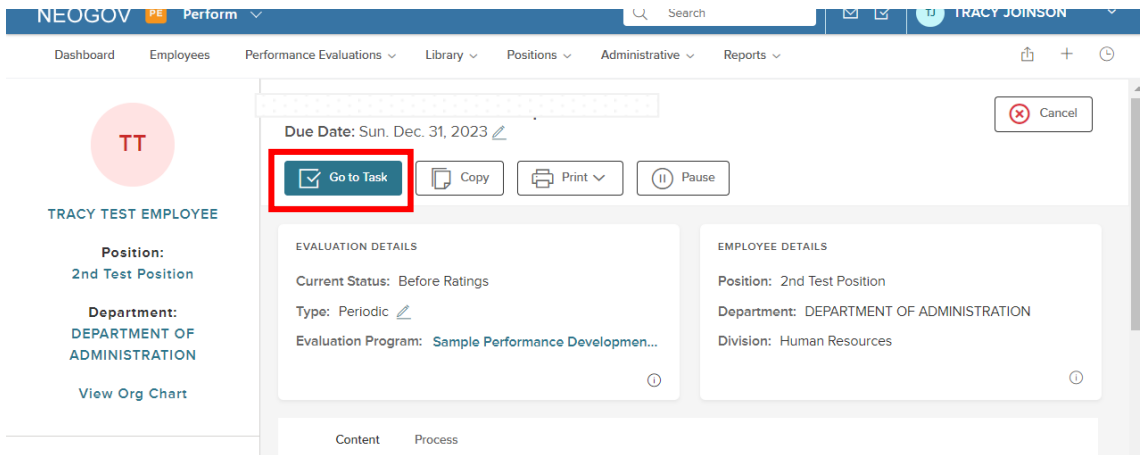 NEOGOV PE Perform
Search
TJ TRACY JOINSON
Dashboard Employees Performance Evaluations Library Positions Administrative Reports
TT
TRACY TEST EMPLOYEE
Position:
2nd Test Position
Department:
DEPARTMENT OF
ADMINISTRATION
View Org Chart
Due Date: Sun. Dec. 31, 2023
Cancel
Go to Task Copy Print Pause
EVALUATION DETAILS
Current Status: Before Ratings
Type: Periodic
Evaluation Program: Sample Performance Developmen...
EMPLOYEE DETAILS
Position: 2nd Test Position
Department: DEPARTMENT OF ADMINISTRATION
Division: Human Resources
Content Process